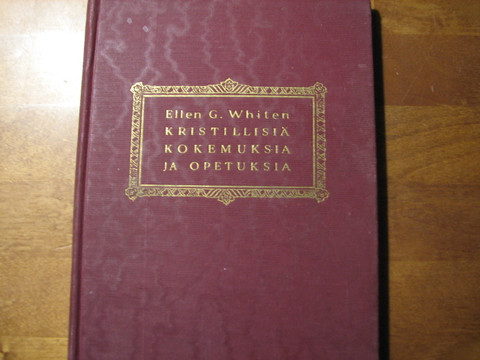 Ellen G. Whiten
KRISTILLISIÄ
KOKEMUKSIA
JA OPETUKSIA